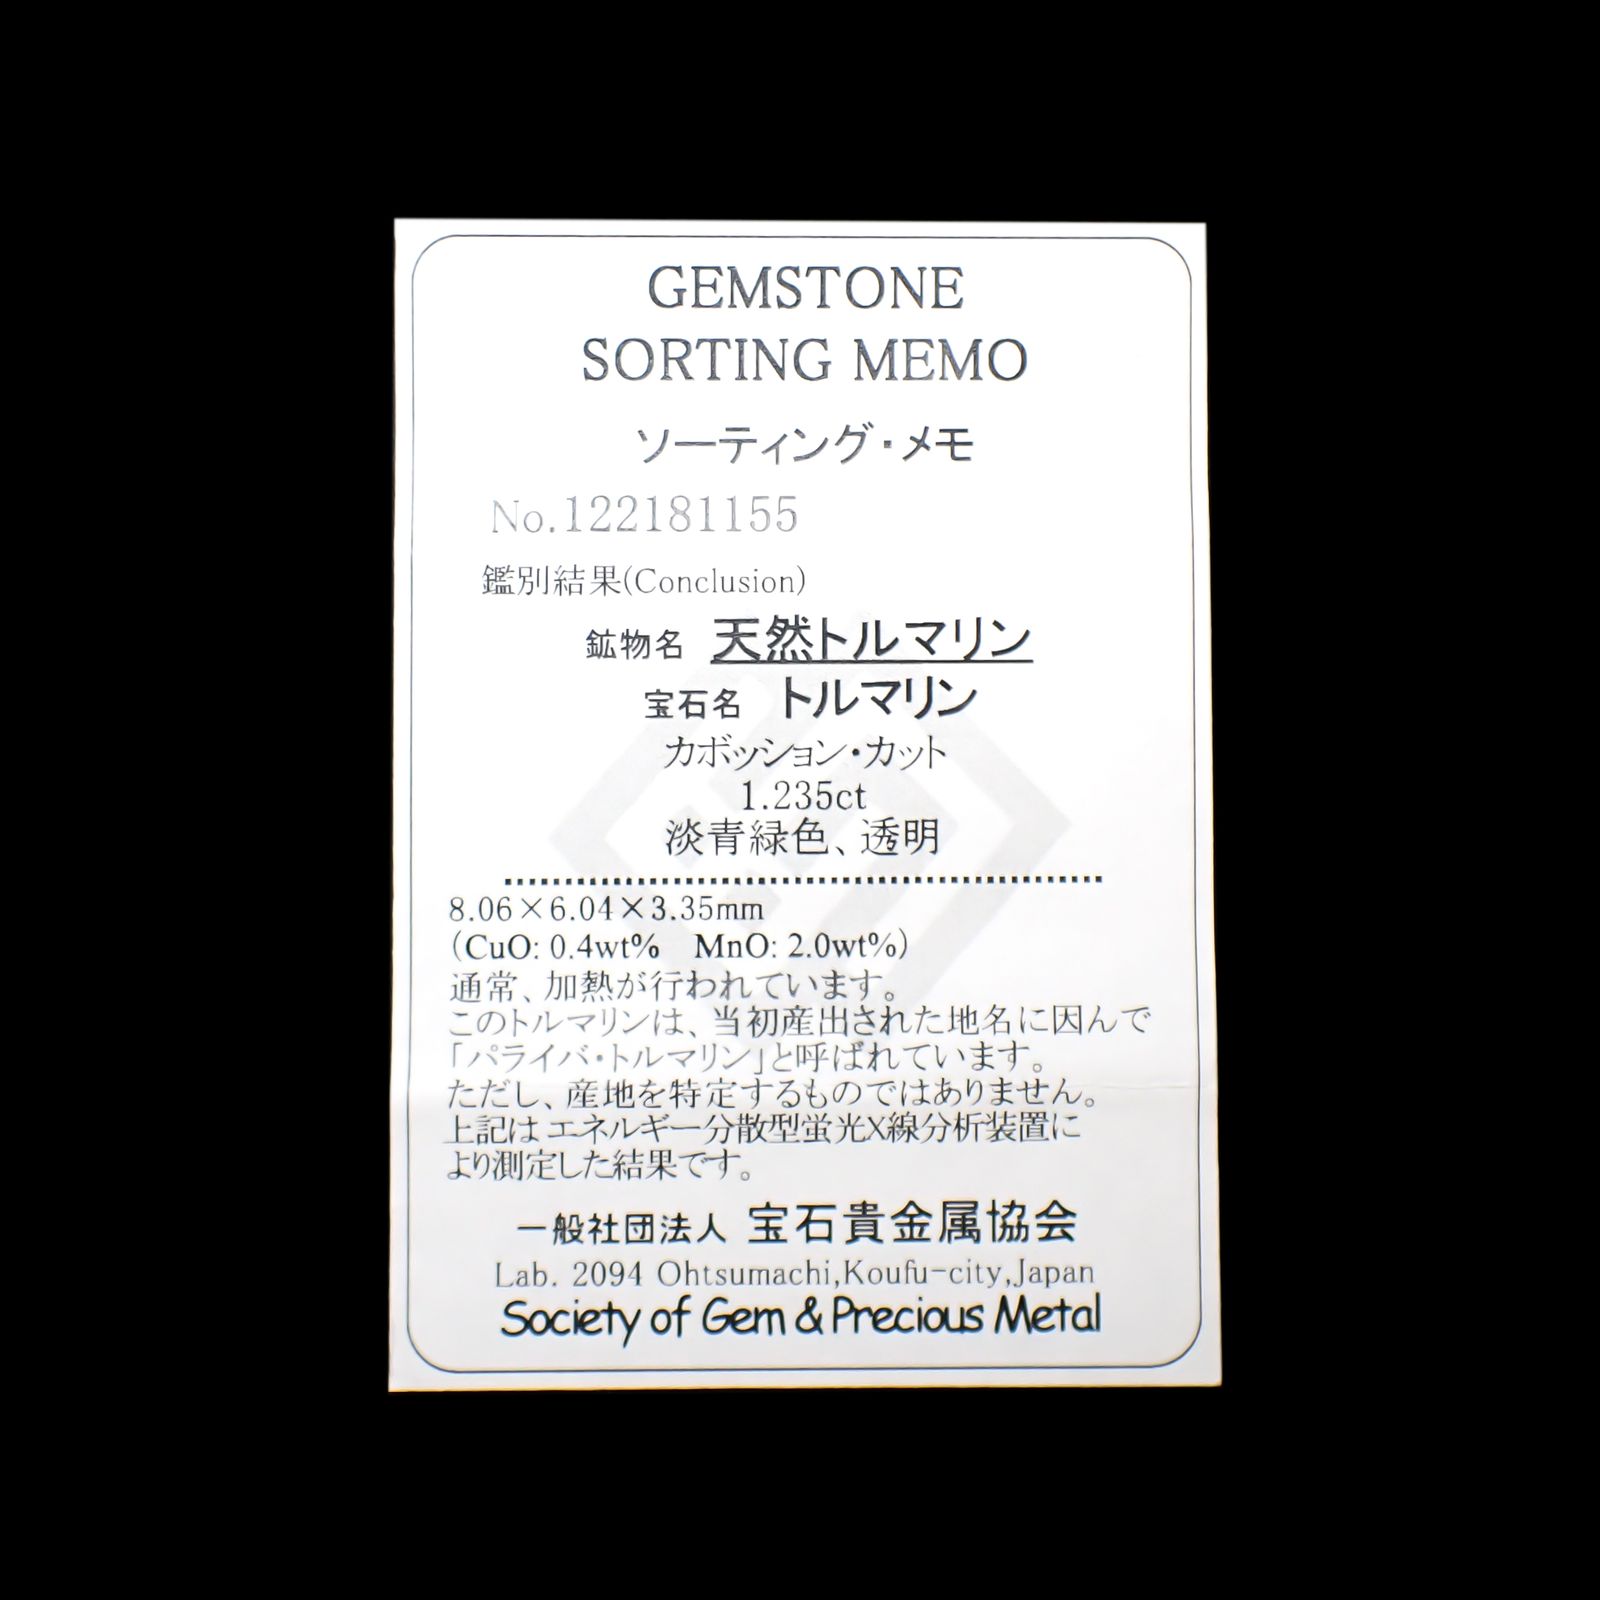 GEMSTONE
SORTING MEMO
ソーティング・メモ
No.122181155
鑑別結果(Conclusion)
鉱物名 天然トルマリン
宝石名 トルマリン
カボッション・カット
1.235ct
淡青緑色、透明
8.06×6.04×3.35mm
(CuO: 0.4wt% MnO: 2.0wt%)
通常、加熱が行われています。
このトルマリンは、当初産出された地名に因んで
「パライバ・トルマリン」と呼ばれています。
ただし、産地を特定するものではありません。
上記はエネルギー分散型蛍光X線分析装置に
より測定した結果です。
一般社団法人 宝石貴金属協会
Lab. 2094 Ohtsumachi,Koufu-city,Japan
Society of Gem & Precious Metal